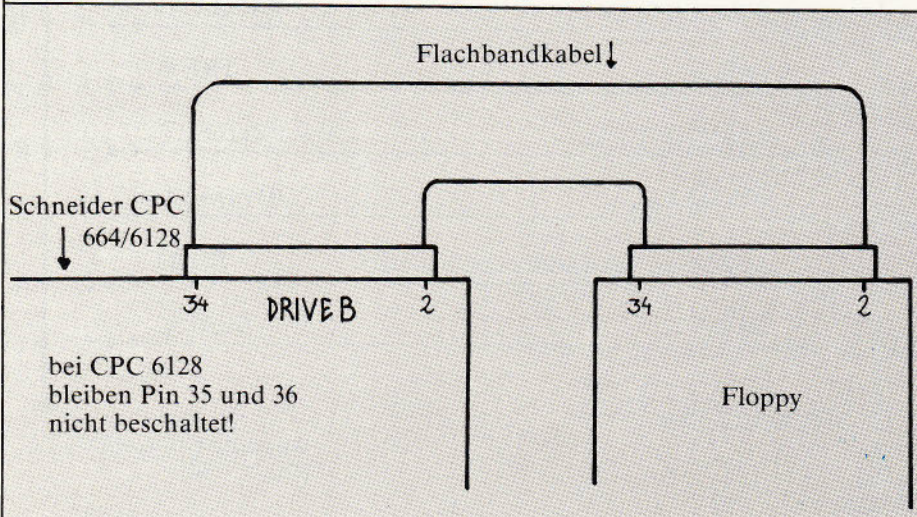 Flachbandkabel↓
Schneider CPC
664/6128
34 DRIVE B 2 34 2
bei CPC 6128
bleiben Pin 35 und 36
nicht beschaltet!
Floppy